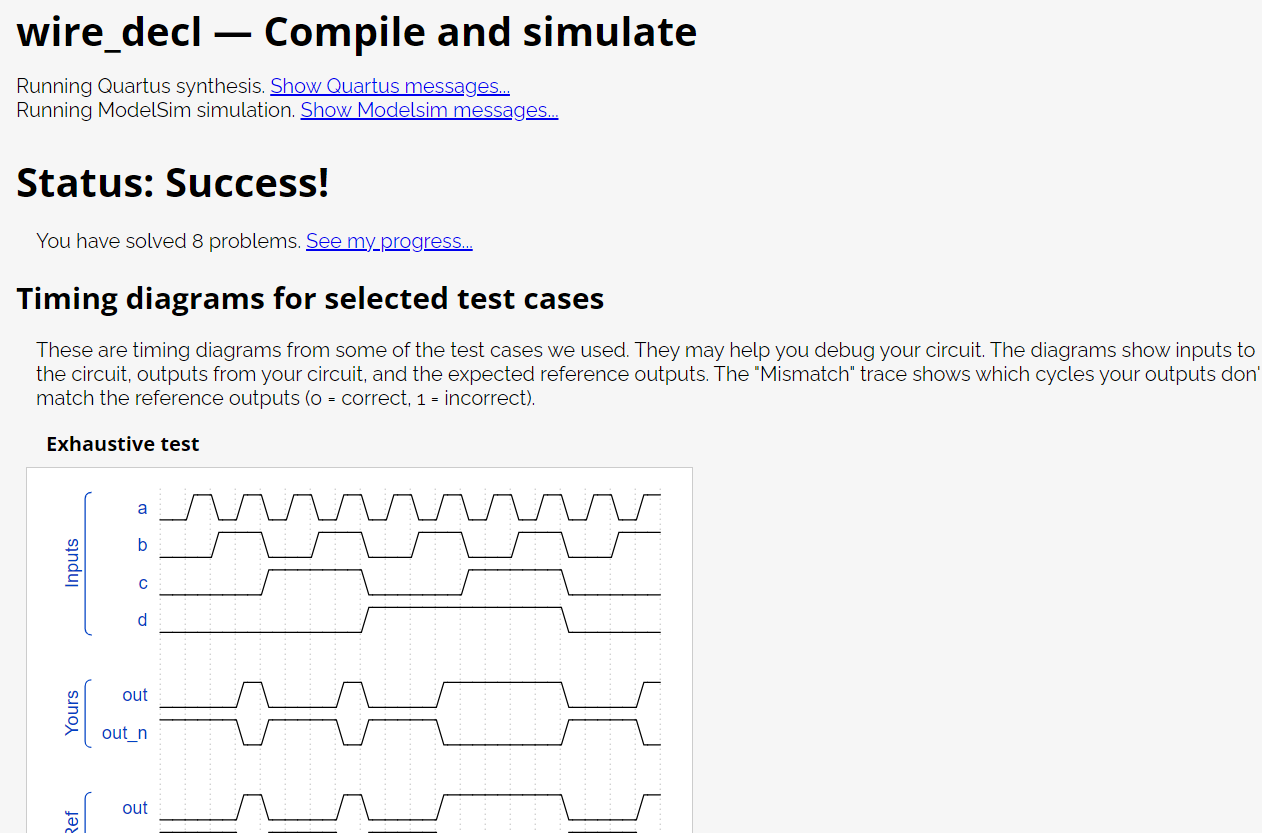 wire_decl — Compile and simulate
Running Quartus synthesis. Show Quartus messages...
Running ModelSim simulation. Show Modelsim messages...
Status: Success!
You have solved 8 problems. See my progress...
Timing diagrams for selected test cases
These are timing diagrams from some of the test cases we used. They may help you debug your circuit. The diagrams show inputs to
the circuit, outputs from your circuit, and the expected reference outputs. The "Mismatch" trace shows which cycles your outputs don'
match the reference outputs (0 = correct, 1 = incorrect).
Exhaustive test
Inputs
a
b
c
d
Yours
out
out_n
Ref
out